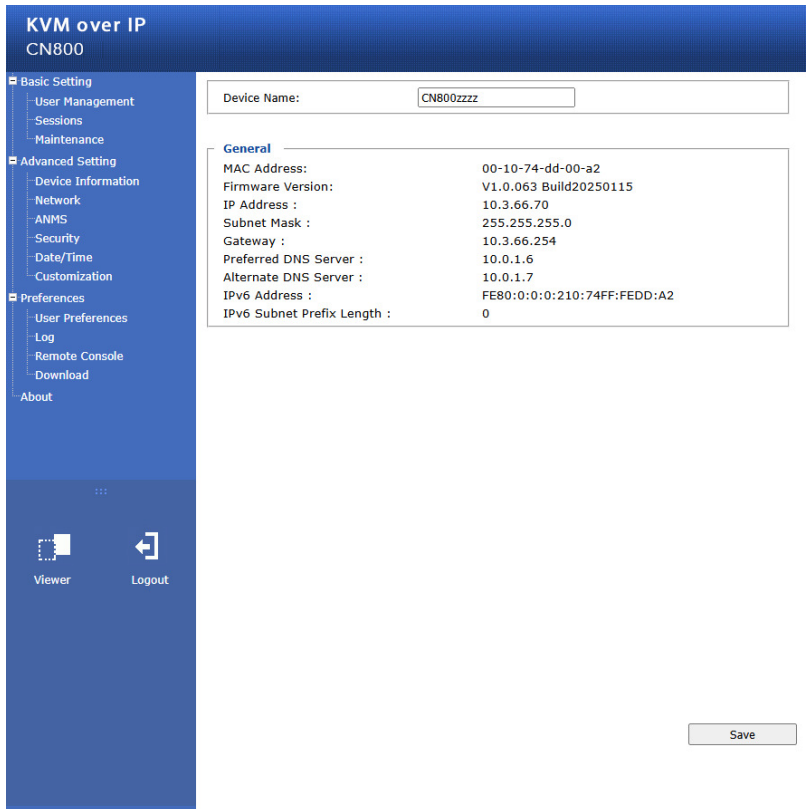 KVM over IP
CN800
Basic Setting
User Management
Sessions
Maintenance
Advanced Setting
Device Information
Network
ANMS
Security
Date/Time
Customization
Preferences
User Preferences
Log
Remote Console
Download
About
Viewer
Logout
Device Name: CN800zzzz
General
MAC Address: 00-10-74-dd-00-a2
Firmware Version: V1.0.063 Build20250115
IP Address : 10.3.66.70
Subnet Mask : 255.255.255.0
Gateway : 10.3.66.254
Preferred DNS Server : 10.0.1.6
Alternate DNS Server : 10.0.1.7
IPv6 Address : FE80:0:0:0:210:74FF:FEDD:A2
IPv6 Subnet Prefix Length : 0
Save